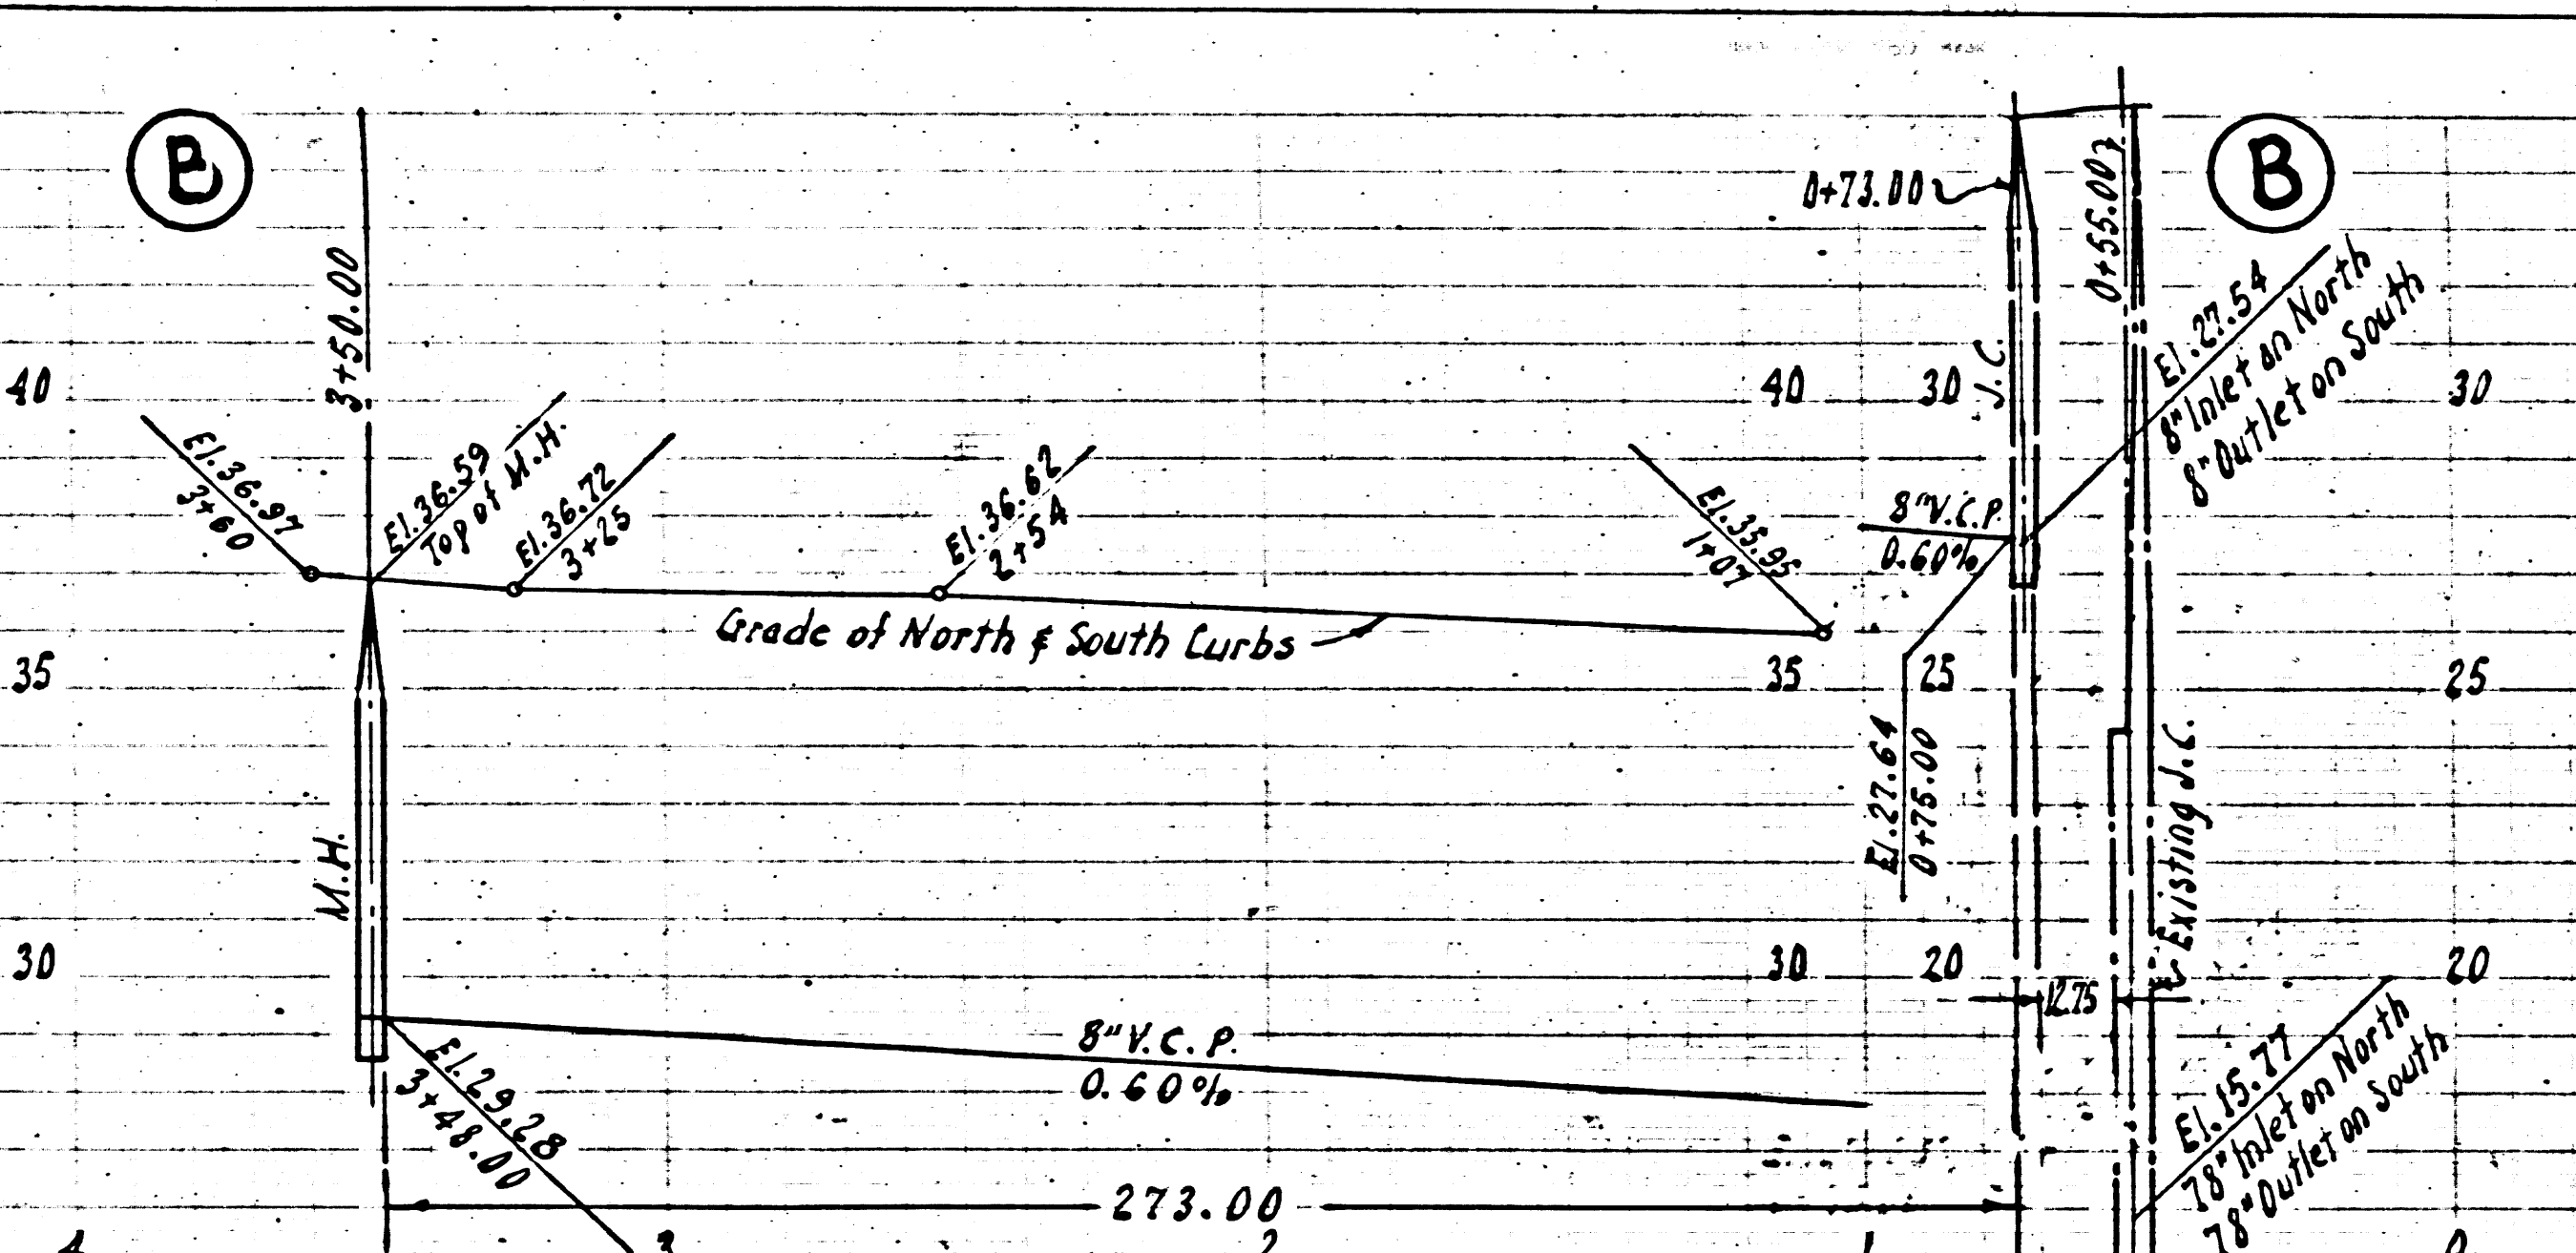 B
B
0+73.00
0+55.00
3+50.00
El.27.54
8" Inlet on North
8" Outlet on South
40
40
30
J.C.
30
El.36.97
3+60
El.36.59
Top of M.H.
El.36.72
3+25
El.36.62
2+54
El.35.95
1+07
8" V.C.P.
0.60%
Grade of North & South Curbs
35
35
25
25
El.27.64
0+75.00
Existing J.C.
M.H.
30
30
20
20
12.75
8" V.C.P.
0.60%
El.29.28
3+48.00
El.15.77
78" Inlet on North
78" Outlet on South
273.00
4
3
2
1
0